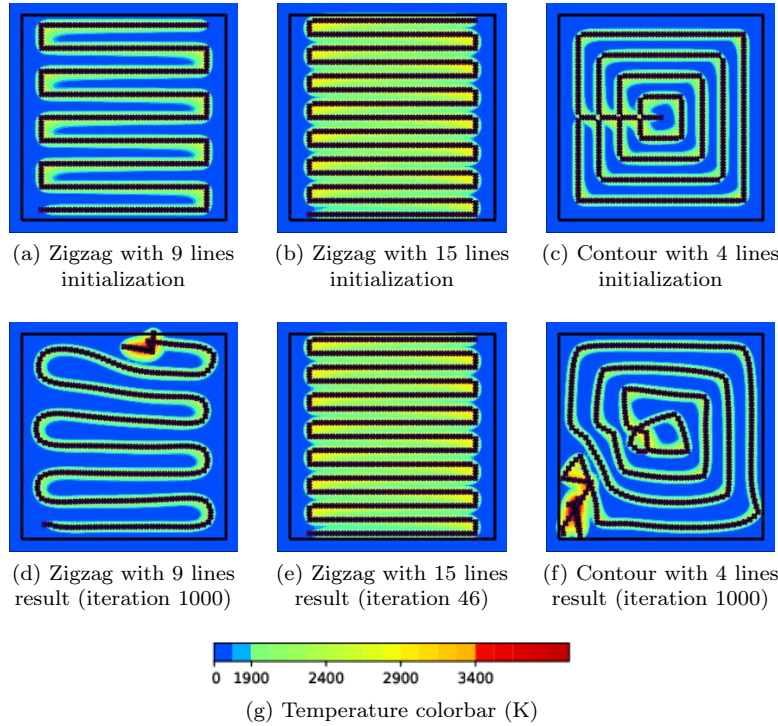 (a) Zigzag with 9 lines
initialization
(b) Zigzag with 15 lines
initialization
(c) Contour with 4 lines
initialization
(d) Zigzag with 9 lines
result (iteration 1000)
(e) Zigzag with 15 lines
result (iteration 46)
(f) Contour with 4 lines
result (iteration 1000)
0 1900 2400 2900 3400
(g) Temperature colorbar (K)